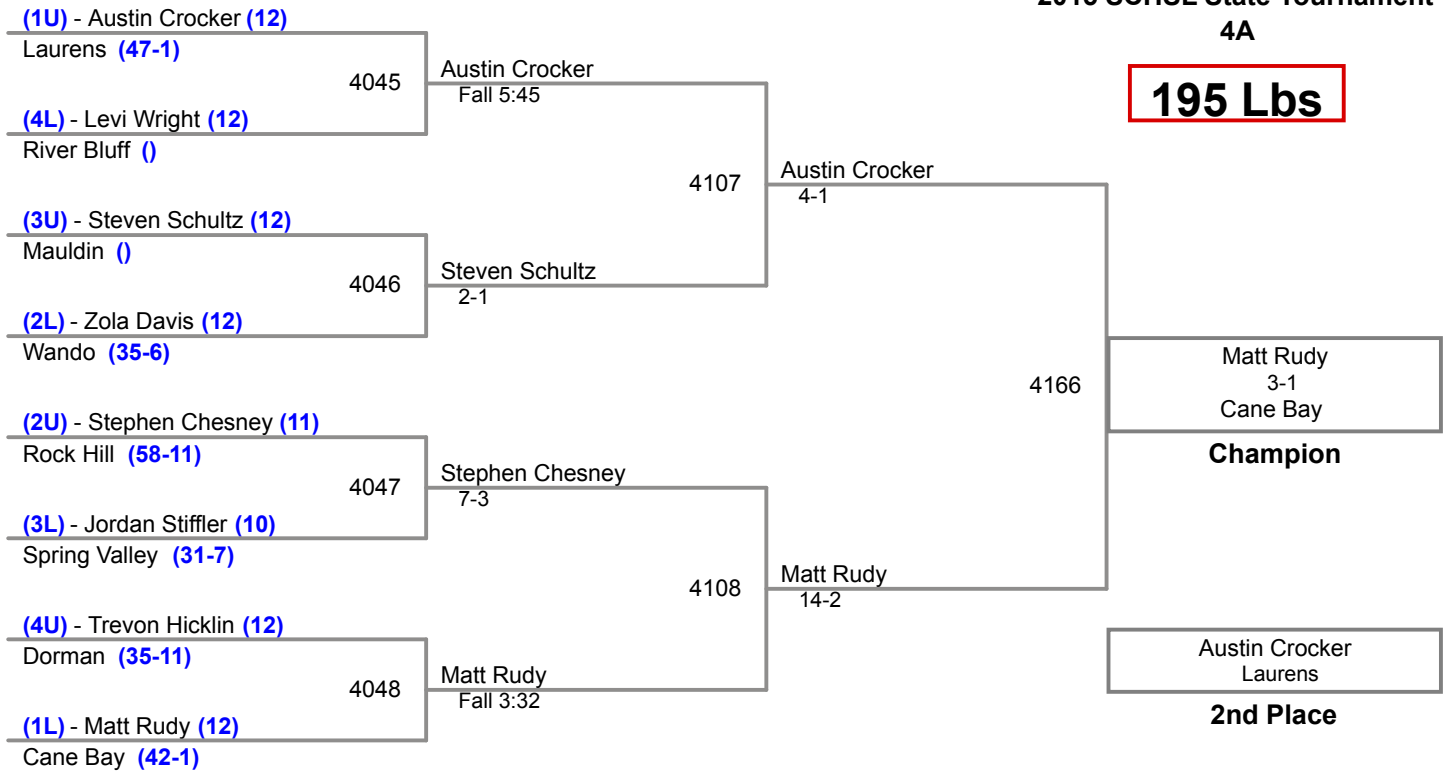 2016 SCHSL State Tournament
4A
195 Lbs
(1U) - Austin Crocker (12)
Laurens (47-1)
4045
Austin Crocker
Fall 5:45
(4L) - Levi Wright (12)
River Bluff ()
4107
Austin Crocker
4-1
(3U) - Steven Schultz (12)
Mauldin ()
4046
Steven Schultz
2-1
(2L) - Zola Davis (12)
Wando (35-6)
4166
Matt Rudy
3-1
Cane Bay
Champion
(2U) - Stephen Chesney (11)
Rock Hill (58-11)
4047
Stephen Chesney
7-3
(3L) - Jordan Stiffler (10)
Spring Valley (31-7)
4108
Matt Rudy
14-2
(4U) - Trevon Hicklin (12)
Dorman (35-11)
4048
Matt Rudy
Fall 3:32
(1L) - Matt Rudy (12)
Cane Bay (42-1)
Austin Crocker
Laurens
2nd Place